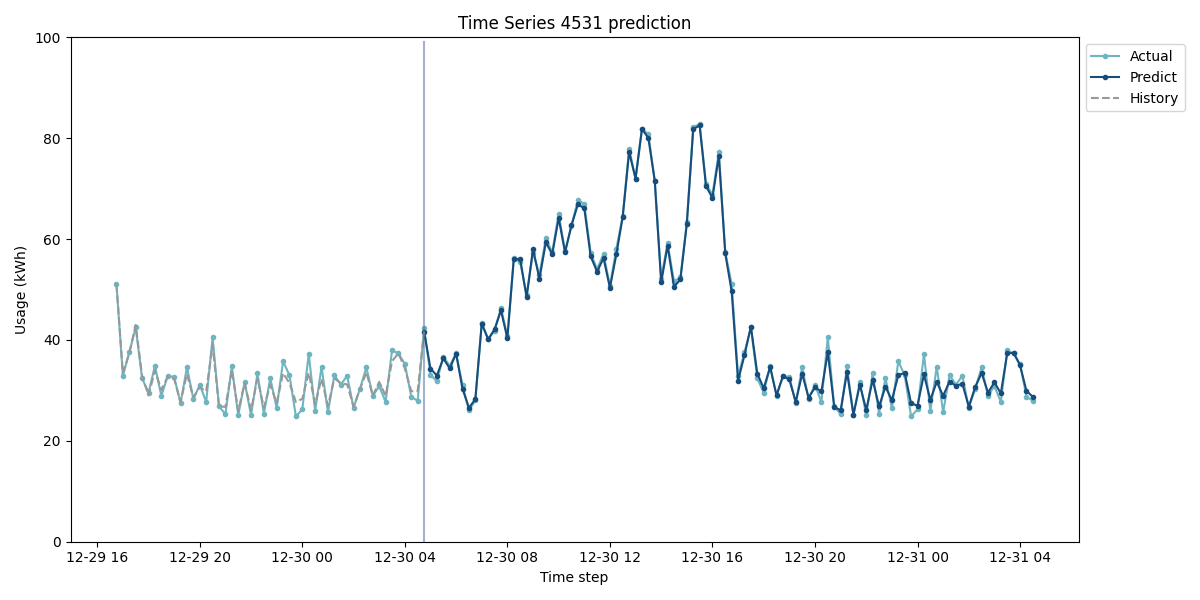 Time Series 4531 prediction
100
80
60
40
20
0
Usage (kWh)
12-29 16
12-29 20
12-30 00
12-30 04
12-30 08
12-30 12
12-30 16
12-30 20
12-31 00
12-31 04
Time step
Actual
Predict
History